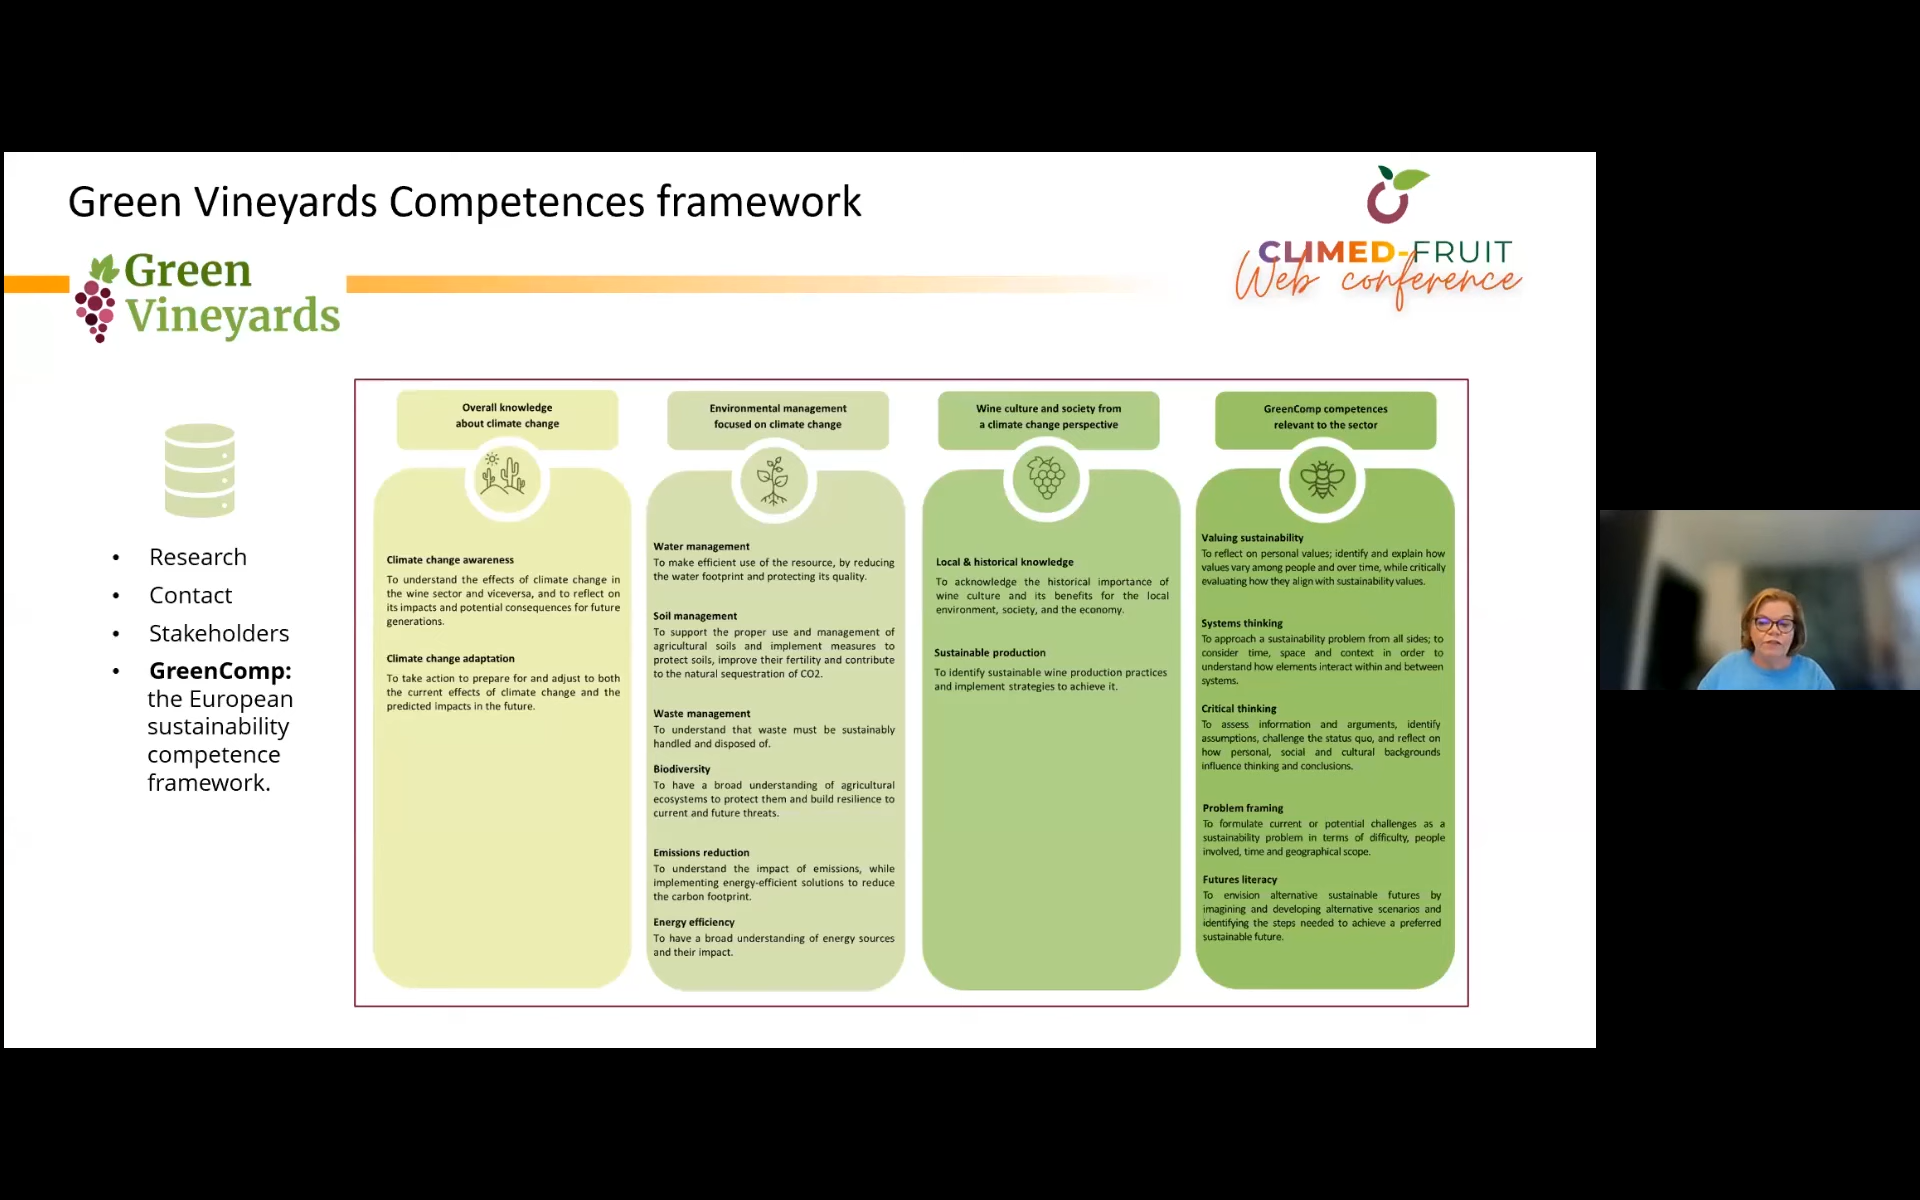 Green Vineyards Competences framework
Green
Vineyards
CLIMED-FRUIT
Web conference
• Research
• Contact
• Stakeholders
• GreenComp:
the European
sustainability
competence
framework.
Overall knowledge
about climate change
Climate change awareness
To understand the effects of climate change in
the wine sector and viceversa, and to reflect on
its impacts and potential consequences for future
generations.
Climate change adaptation
To take action to prepare for and adjust to both
the current effects of climate change and the
predicted impacts in the future.
Environmental management
focused on climate change
Water management
To make efficient use of the resource, by reducing
the water footprint and protecting its quality.
Soil management
To support the proper use and management of
agricultural soils and implement measures to
protect soils, improve their fertility and contribute
to the natural sequestration of CO2.
Waste management
To understand that waste must be sustainably
handled and disposed of.
Biodiversity
To have a broad understanding of agricultural
ecosystems to protect them and build resilience to
current and future threats.
Emissions reduction
To understand the impact of emissions, while
implementing energy-efficient solutions to reduce
the carbon footprint.
Energy efficiency
To have a broad understanding of energy sources
and their impact.
Wine culture and society from
a climate change perspective
Local & historical knowledge
To acknowledge the historical importance of
wine culture and its benefits for the local
environment, society, and the economy.
Sustainable production
To identify sustainable wine production practices
and implement strategies to achieve it.
GreenComp competences
relevant to the sector
Valuing sustainability
To reflect on personal values; identify and explain how
values vary among people and over time, while critically
evaluating how they align with sustainability values.
Systems thinking
To approach a sustainability problem from all sides; to
consider time, space and context in order to
understand how elements interact within and between
systems.
Critical thinking
To assess information and arguments, identify
assumptions, challenge the status quo, and reflect on
how personal, social and cultural backgrounds
influence thinking and conclusions.
Problem framing
To formulate current or potential challenges as a
sustainability problem in terms of difficulty, people
involved, time and geographical scope.
Futures literacy
To envision alternative sustainable futures by
imagining and developing alternative scenarios and
identifying the steps needed to achieve a preferred
sustainable future.